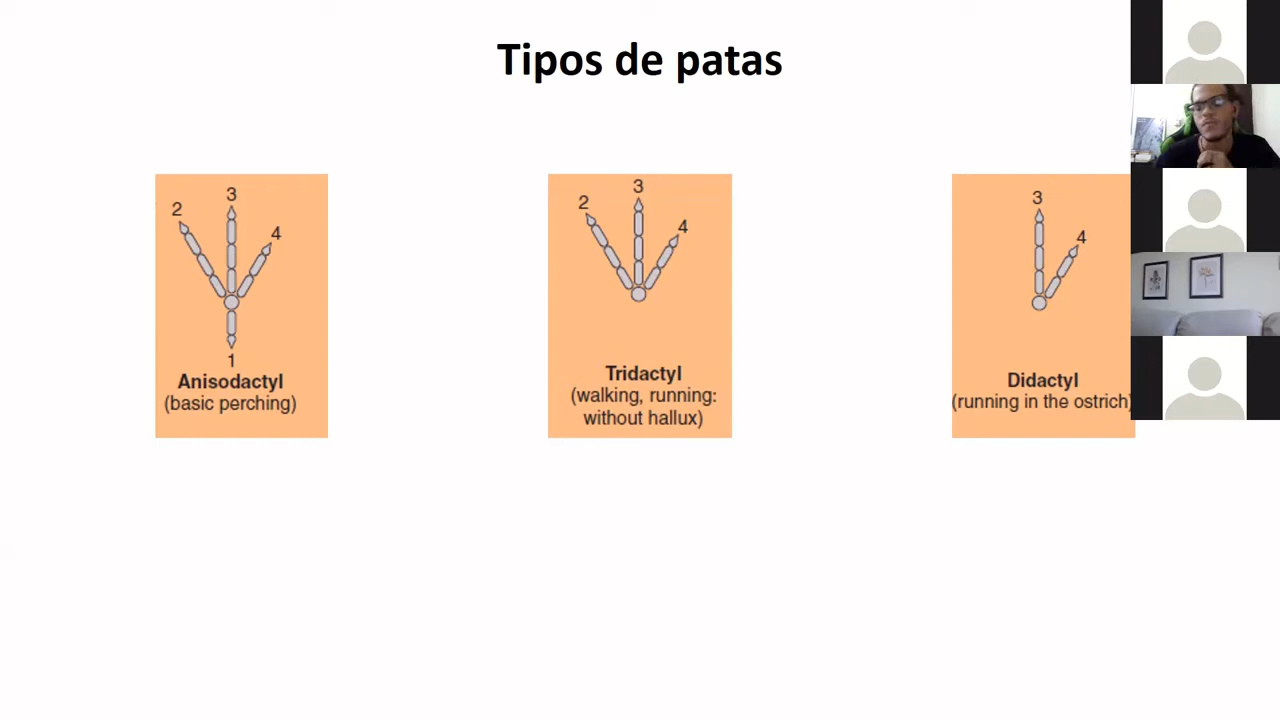 Tipos de patas
2
3
4
1
Anisodactyl
(basic perching)
2
3
4
Tridactyl
(walking, running:
without hallux)
3
4
Didactyl
(running in the ostrich)